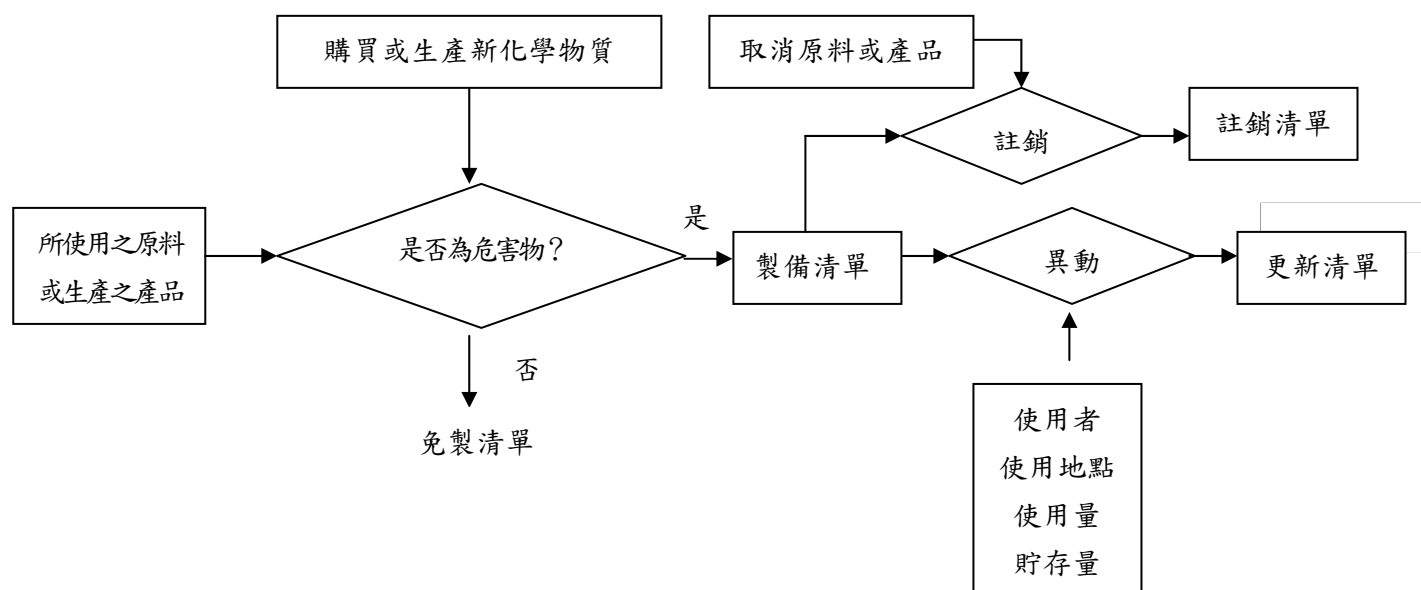 購買或生產新化學物質
取消原料或產品
註銷
註銷清單
所使用之原料
或生產之產品
是否為危害物？
是
製備清單
異動
更新清單
否
免製清單
使用者
使用地點
使用量
貯存量